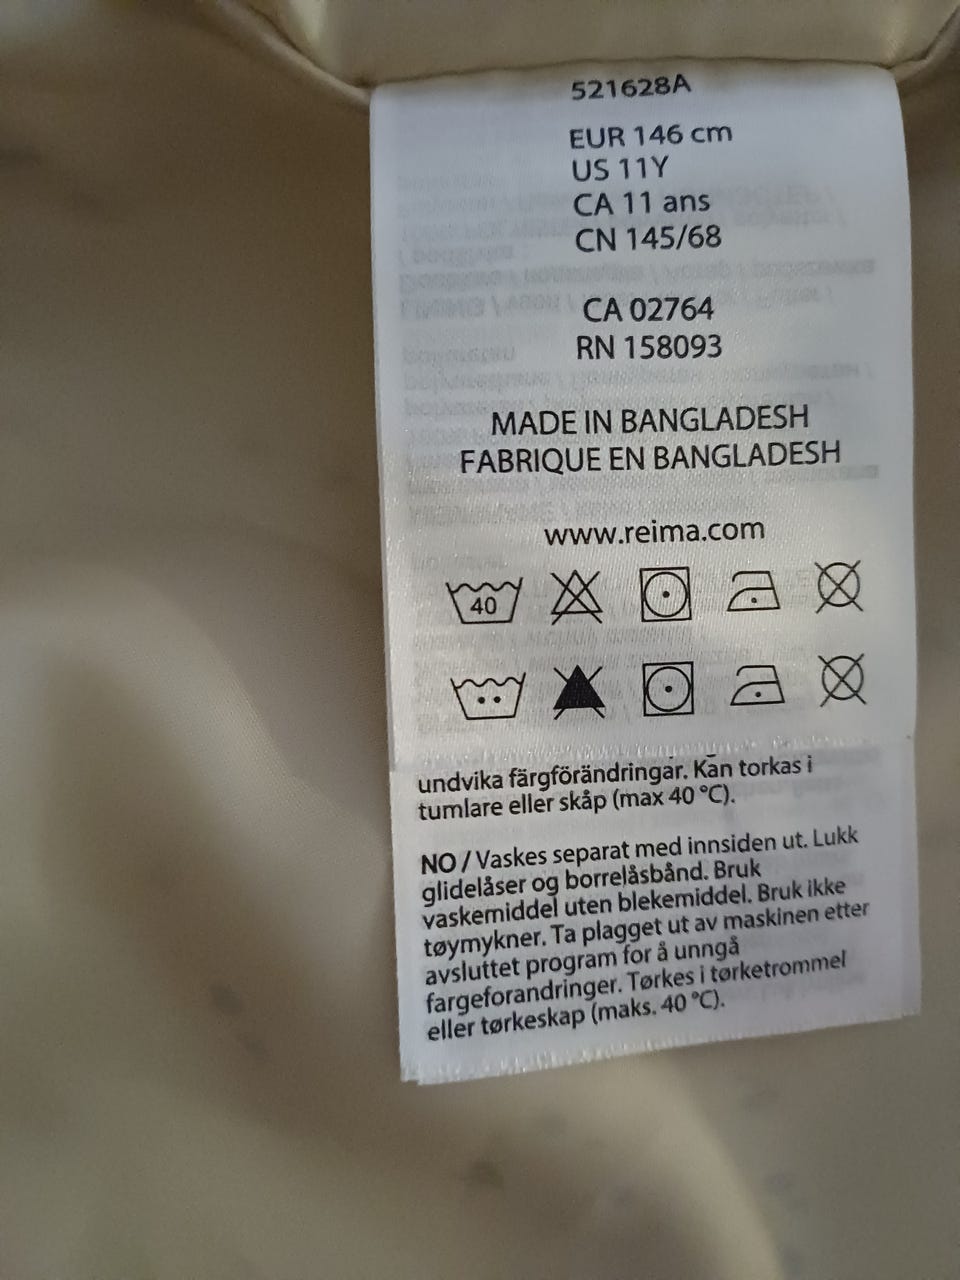 521628A
EUR 146 cm
US 11Y
CA 11 ans
CN 145/68
CA 02764
RN 158093
MADE IN BANGLADESH
FABRIQUE EN BANGLADESH
www.reima.com
40
undvika färgförändringar. Kan torkas i
tumlare eller skåp (max 40 °C).
NO / Vaskes separat med innsiden ut. Lukk
glidelåser og borrelåsbånd. Bruk
vaskemiddel uten blekemiddel. Bruk ikke
tøymykner. Ta plagget ut av maskinen etter
avsluttet program for å unngå
fargeforandringer. Tørkes i tørketrommel
eller tørkeskap (maks. 40 °C).